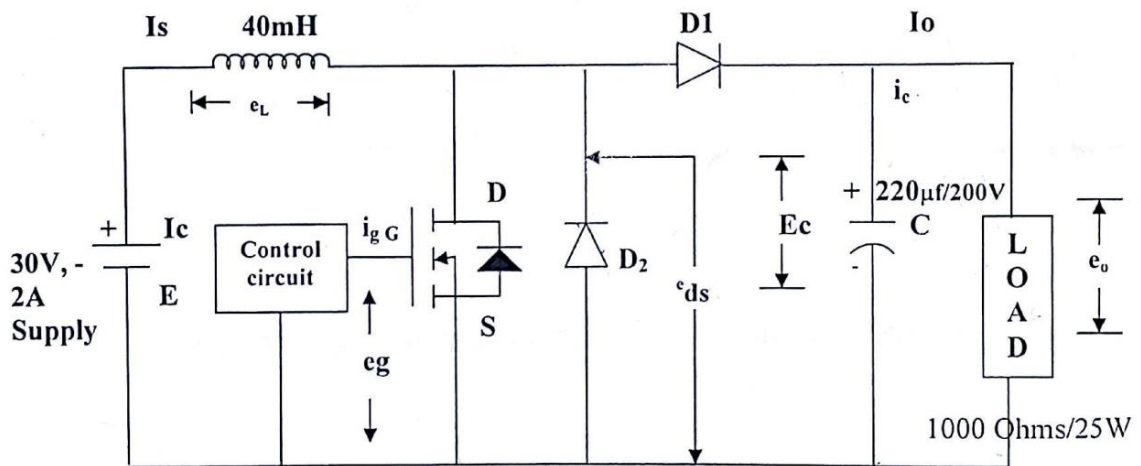 Is
40mH
D1
Io
eL
ic
+
Ic
30V, -
2A
Supply
E
Control
circuit
ig G
D
S
eg
D2
eds
Ec
+ 220μf/200V
C
-
LOAD
eo
1000 Ohms/25W